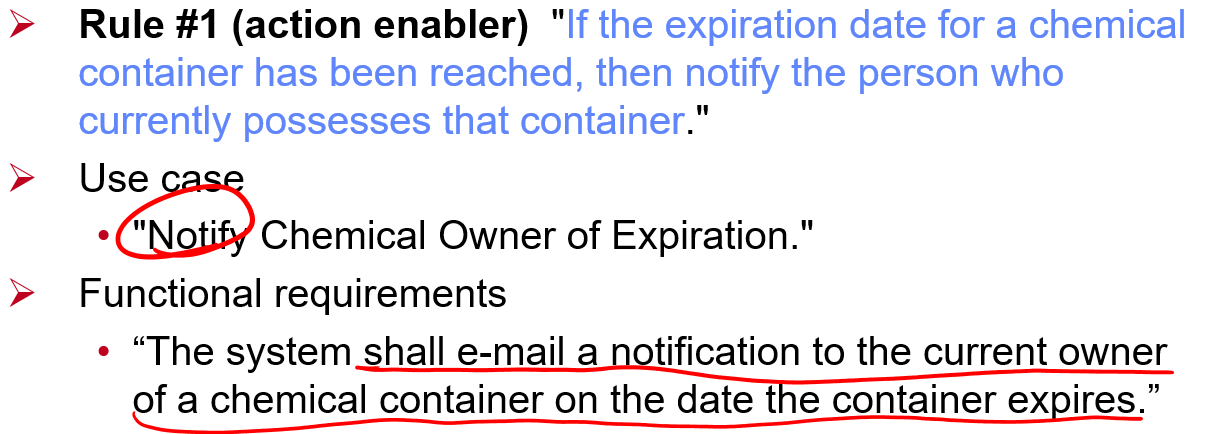 Rule #1 (action enabler)  "If the expiration date for a chemical
container has been reached, then notify the person who
currently possesses that container."
Use case
• "Notify Chemical Owner of Expiration."
Functional requirements
• “The system shall e-mail a notification to the current owner
of a chemical container on the date the container expires.”